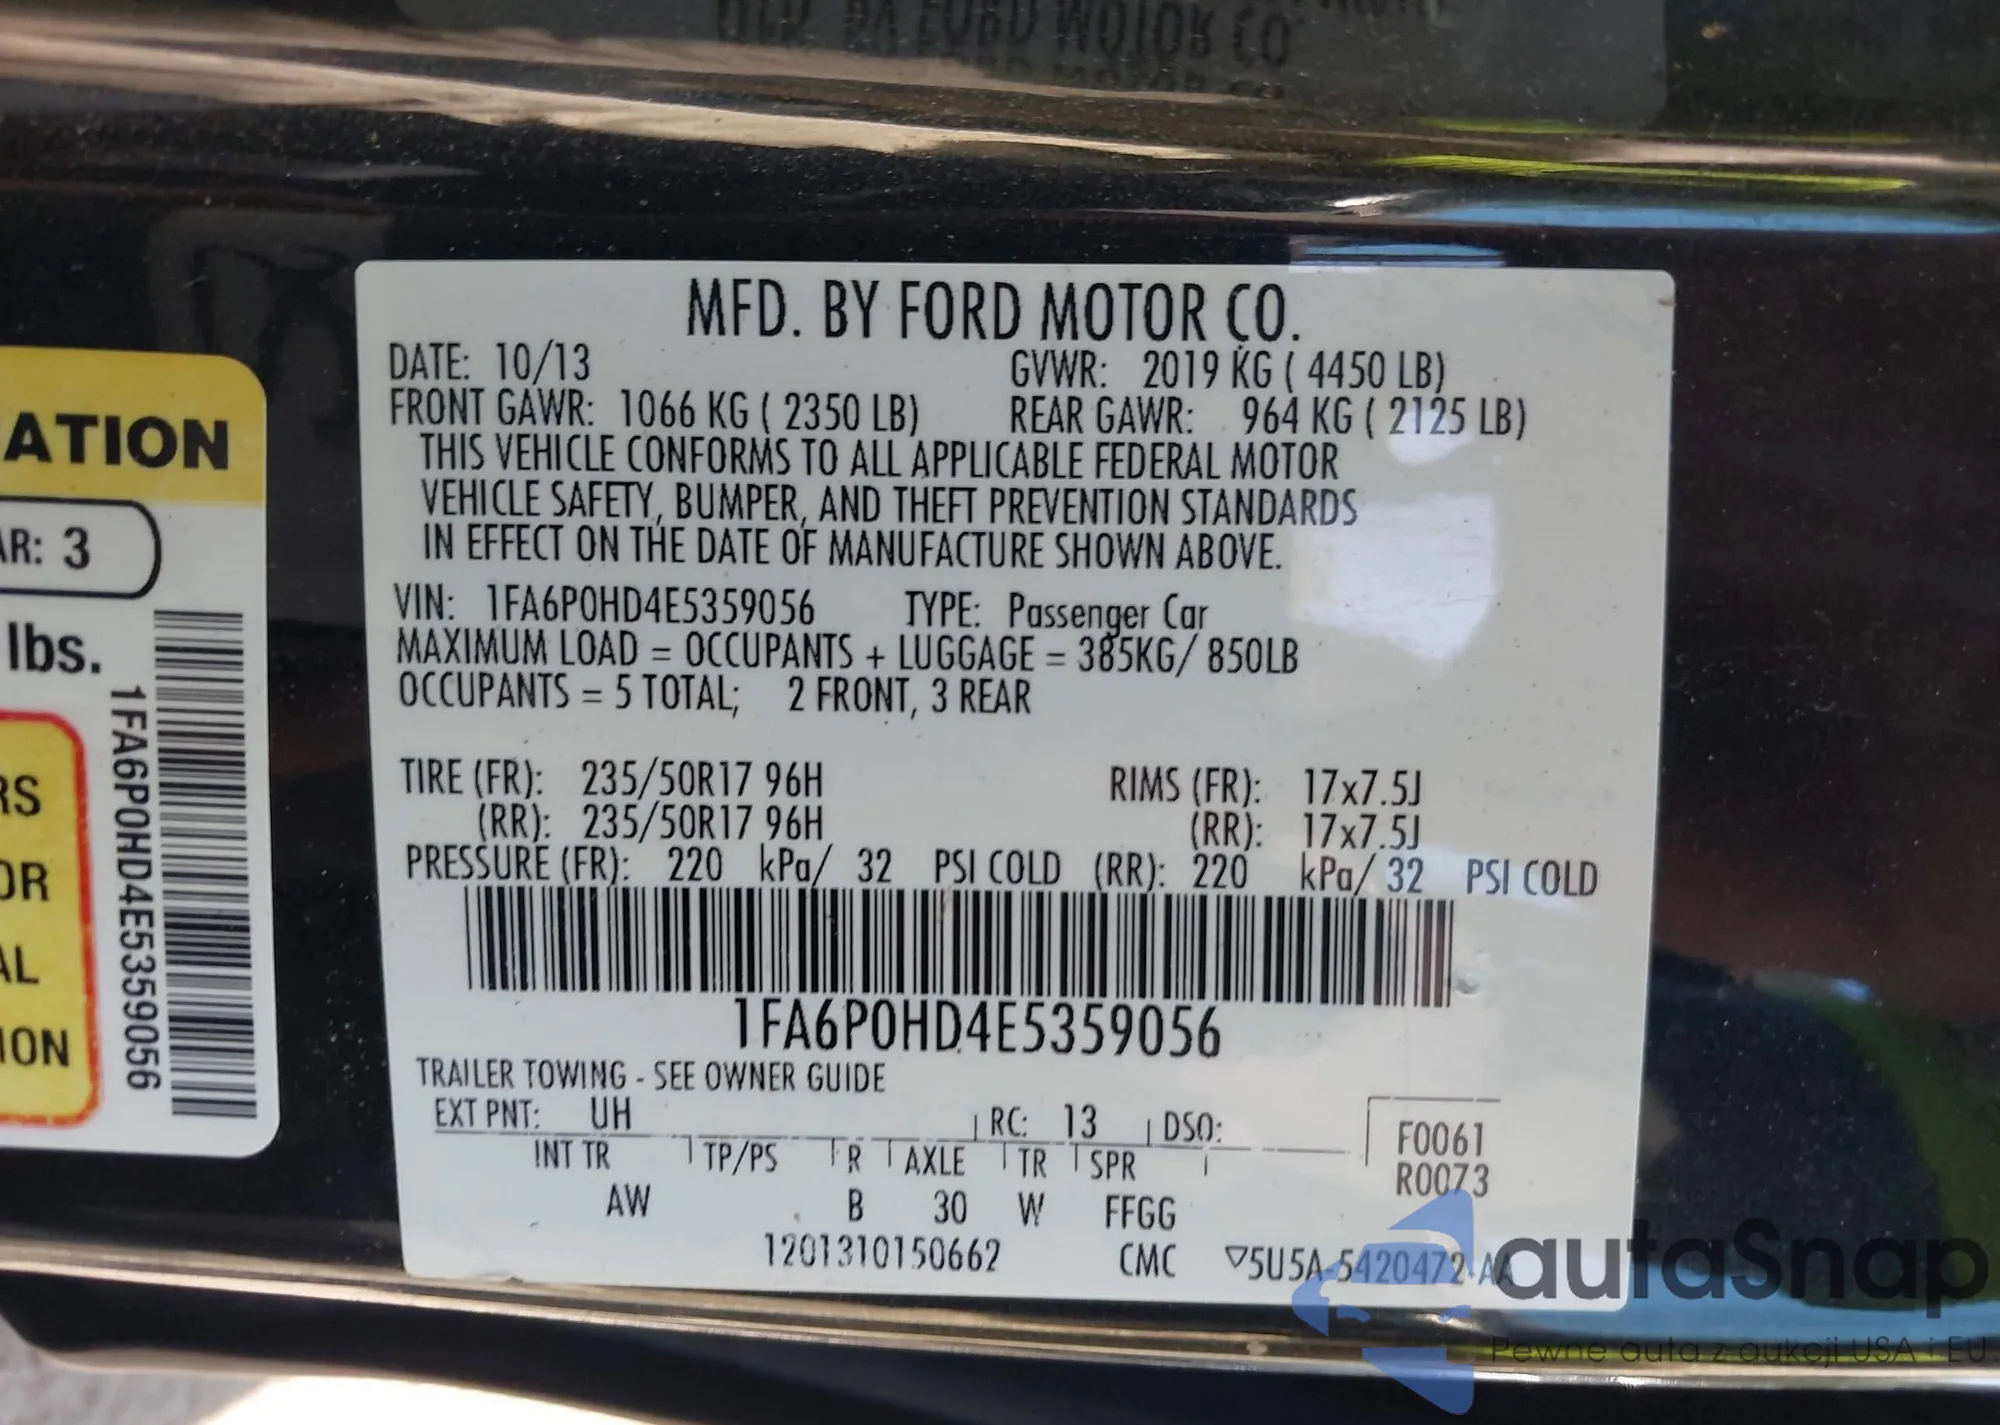 MFD. BY FORD MOTOR CO.
DATE: 10/13 GVWR: 2019 KG ( 4450 LB)
FRONT GAWR: 1066 KG ( 2350 LB) REAR GAWR: 964 KG ( 2125 LB)
THIS VEHICLE CONFORMS TO ALL APPLICABLE FEDERAL MOTOR
VEHICLE SAFETY, BUMPER, AND THEFT PREVENTION STANDARDS
IN EFFECT ON THE DATE OF MANUFACTURE SHOWN ABOVE.
VIN: 1FA6P0HD4E5359056 TYPE: Passenger Car
MAXIMUM LOAD = OCCUPANTS + LUGGAGE = 385KG/ 850LB
OCCUPANTS = 5 TOTAL; 2 FRONT, 3 REAR
TIRE (FR): 235/50R17 96H RIMS (FR): 17x7.5J
(RR): 235/50R17 96H (RR): 17x7.5J
PRESSURE (FR): 220 kPa/ 32 PSI COLD (RR): 220 kPa/ 32 PSI COLD
1FA6P0HD4E5359056
TRAILER TOWING - SEE OWNER GUIDE
EXT PNT: UH RC: 13 DSO: F0061
INT TR TP/PS R AXLE TR SPR R0073
AW B 30 W FFGG
1201310150662 CMC ▽5U5A-5420472-AA
ATION
AR: 3
lbs.
1FA6P0HD4E5359056
RS
OR
AL
ION
MFD. BY FORD MOTOR CO.
autaSnap
Pewne auta z aukcji USA i EU